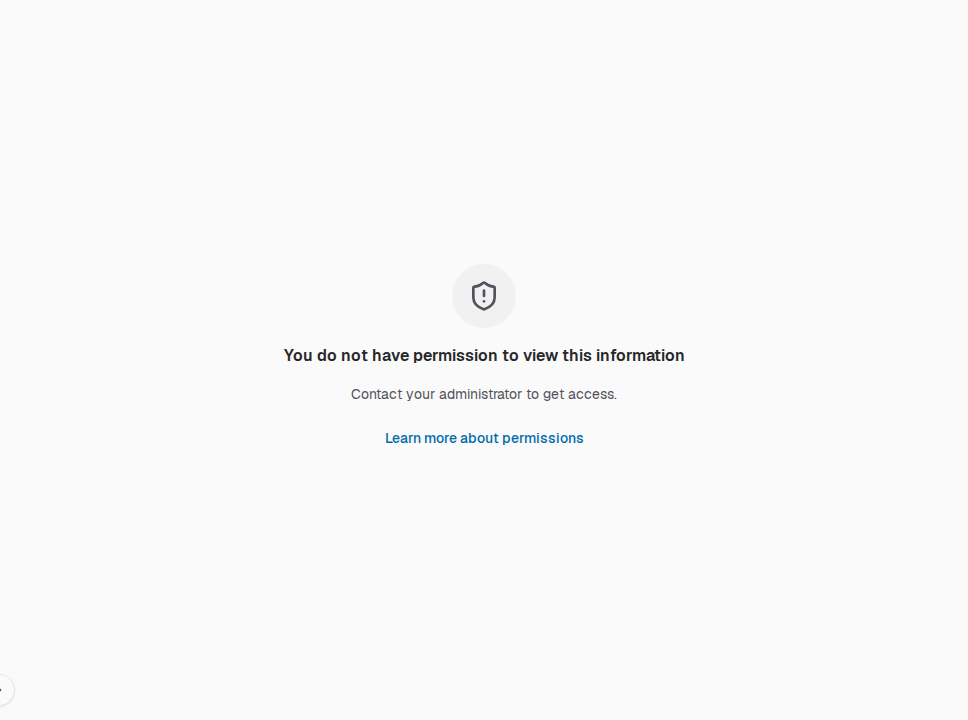 You do not have permission to view this information
Contact your administrator to get access.
Learn more about permissions